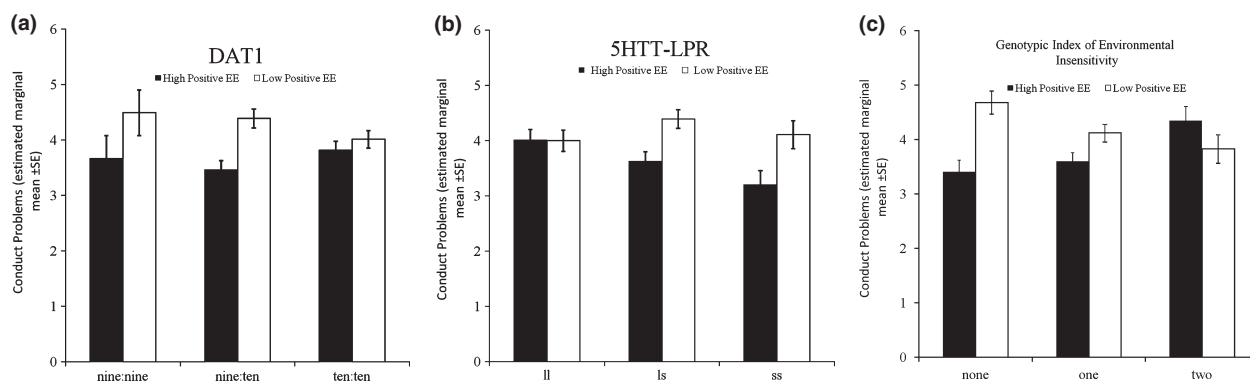 (a)
DAT1
High Positive EE Low Positive EE
Conduct Problems (estimated marginal
mean ±SE)
6
5
4
3
2
1
0
nine:nine nine:ten ten:ten
(b)
5HTT-LPR
High Positive EE Low Positive EE
Conduct Problems (estimated marginal
mean ±SE)
6
5
4
3
2
1
0
ll ls ss
(c)
Genotypic Index of Environmental
Insensitivity
High Positive EE Low Positive EE
Conduct Problems (estimated marginal
mean ±SE)
6
5
4
3
2
1
0
none one two